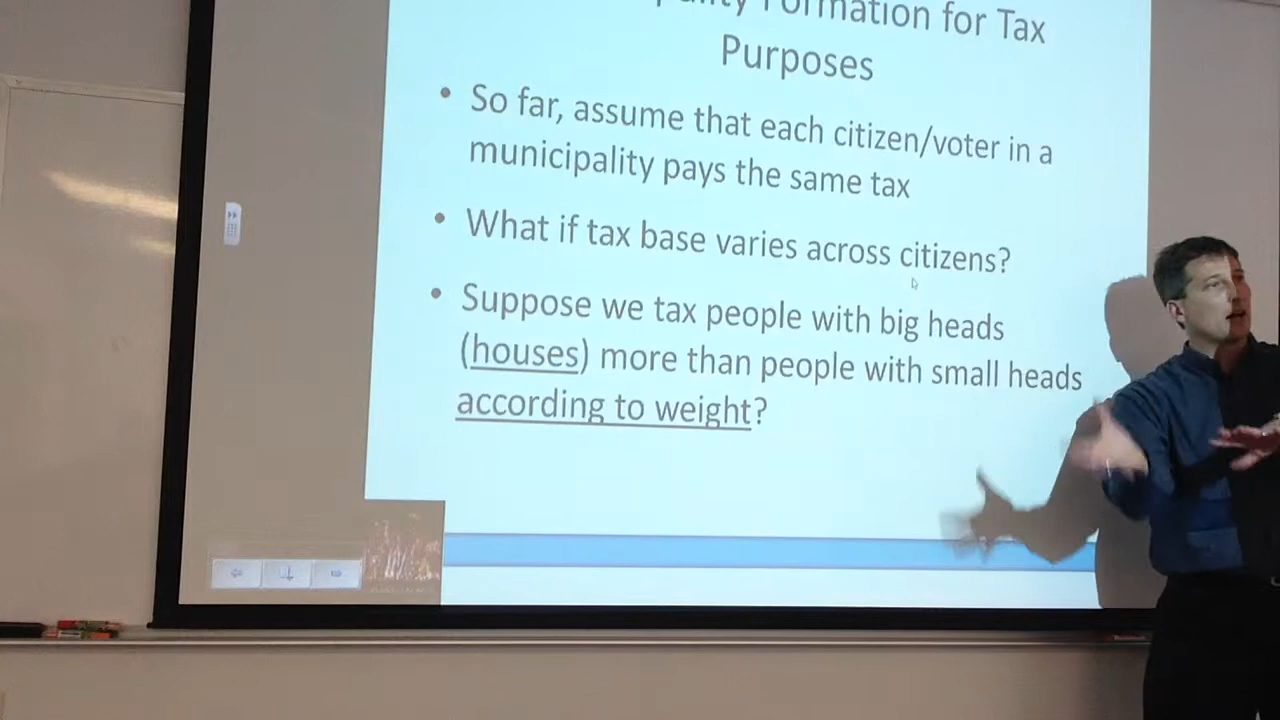 Formation for Tax
Purposes
• So far, assume that each citizen/voter in a
municipality pays the same tax
• What if tax base varies across citizens?
• Suppose we tax people with big heads
(houses) more than people with small heads
according to weight?